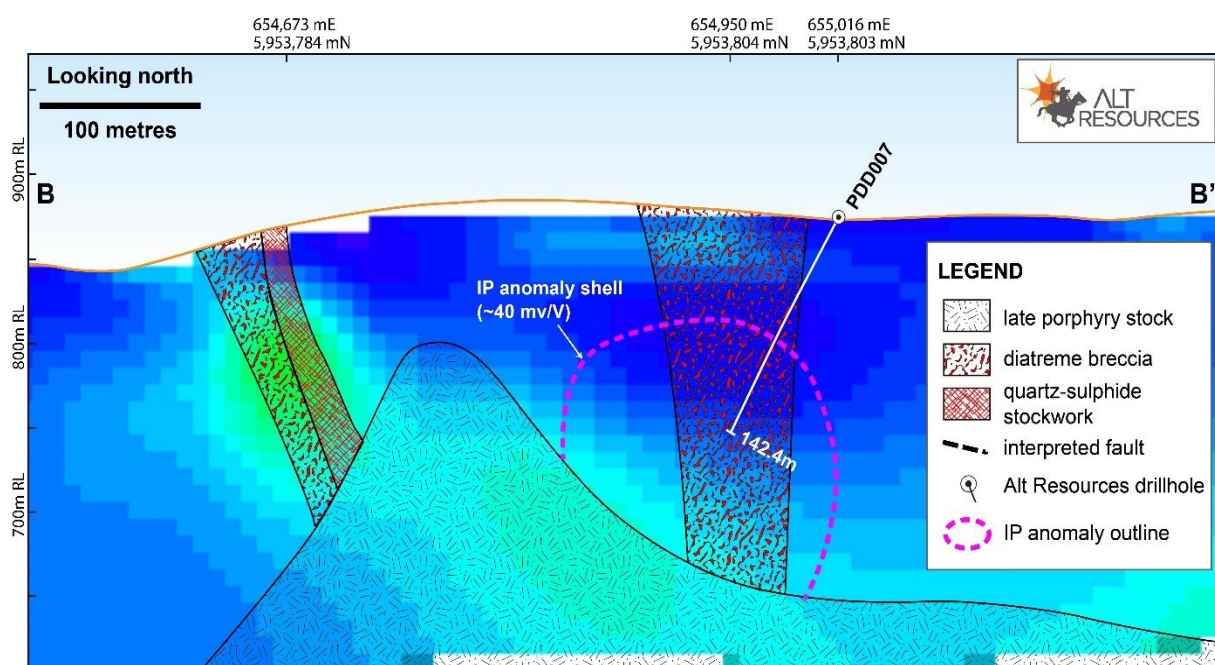 654,673 mE
5,953,784 mN
654,950 mE
5,953,804 mN
655,016 mE
5,953,803 mN
Looking north
100 metres
ALT
RESOURCES
900m RL
800m RL
700m RL
B
B'
PDD007
IP anomaly shell
(~40 mv/V)
142.4m
LEGEND
late porphyry stock
diatreme breccia
quartz-sulphide
stockwork
interpreted fault
Alt Resources drillhole
IP anomaly outline